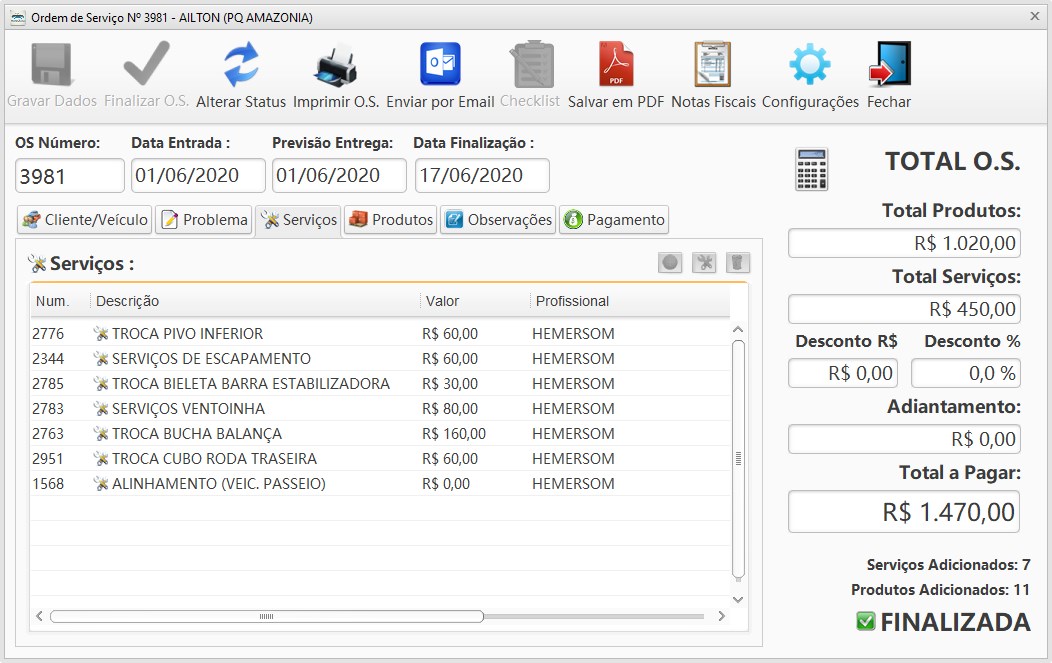 Ordem de Serviço Nº 3981 - AILTON (PQ AMAZONIA)
Gravar Dados Finalizar O.S. Alterar Status Imprimir O.S. Enviar por Email Checklist Salvar em PDF Notas Fiscais Configurações Fechar
OS Número: Data Entrada : Previsão Entrega: Data Finalização :
3981 01/06/2020 01/06/2020 17/06/2020
Cliente/Veículo Problema Serviços Produtos Observações Pagamento
Serviços :
Num. Descrição Valor Profissional
2776 TROCA PIVO INFERIOR R$ 60,00 HEMERSOM
2344 SERVIÇOS DE ESCAPAMENTO R$ 60,00 HEMERSOM
2785 TROCA BIELETA BARRA ESTABILIZADORA R$ 30,00 HEMERSOM
2783 SERVIÇOS VENTOINHA R$ 80,00 HEMERSOM
2763 TROCA BUCHA BALANÇA R$ 160,00 HEMERSOM
2951 TROCA CUBO RODA TRASEIRA R$ 60,00 HEMERSOM
1568 ALINHAMENTO (VEIC. PASSEIO) R$ 0,00 HEMERSOM
TOTAL O.S.
Total Produtos:
R$ 1.020,00
Total Serviços:
R$ 450,00
Desconto R$ Desconto %
R$ 0,00 0,0 %
Adiantamento:
R$ 0,00
Total a Pagar:
R$ 1.470,00
Serviços Adicionados: 7
Produtos Adicionados: 11
FINALIZADA